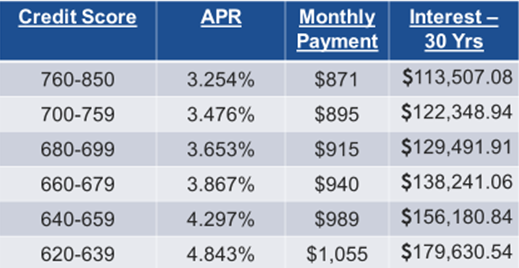 Credit Score APR Monthly Payment Interest – 30 Yrs
760-850 3.254% $871 $113,507.08
700-759 3.476% $895 $122,348.94
680-699 3.653% $915 $129,491.91
660-679 3.867% $940 $138,241.06
640-659 4.297% $989 $156,180.84
620-639 4.843% $1,055 $179,630.54